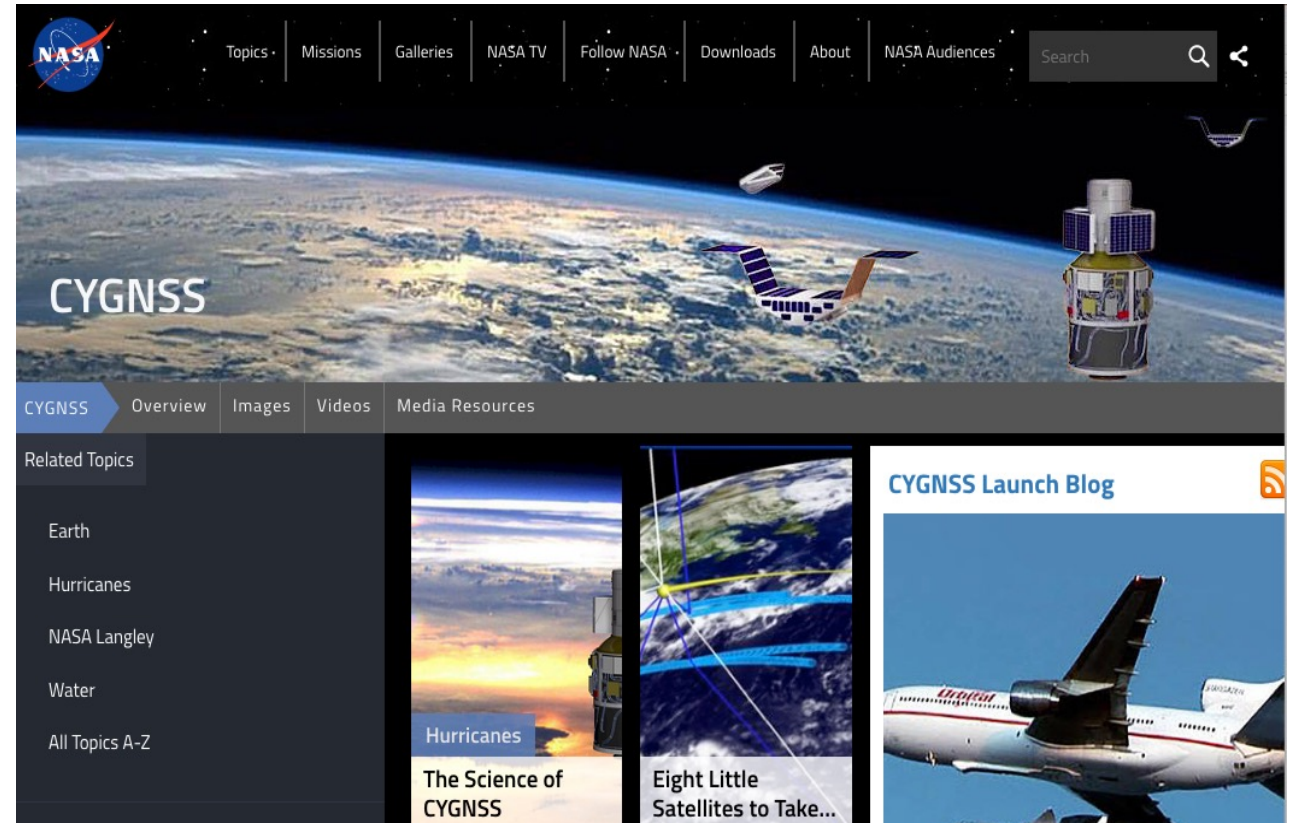 NASA
Topics
Missions
Galleries
NASA TV
Follow NASA
Downloads
About
NASA Audiences
Search
CYGNSS
CYGNSS
Overview
Images
Videos
Media Resources
Related Topics
Earth
Hurricanes
NASA Langley
Water
All Topics A-Z
Hurricanes
The Science of
CYGNSS
Eight Little
Satellites to Take...
CYGNSS Launch Blog
Orbital
STARGAZER